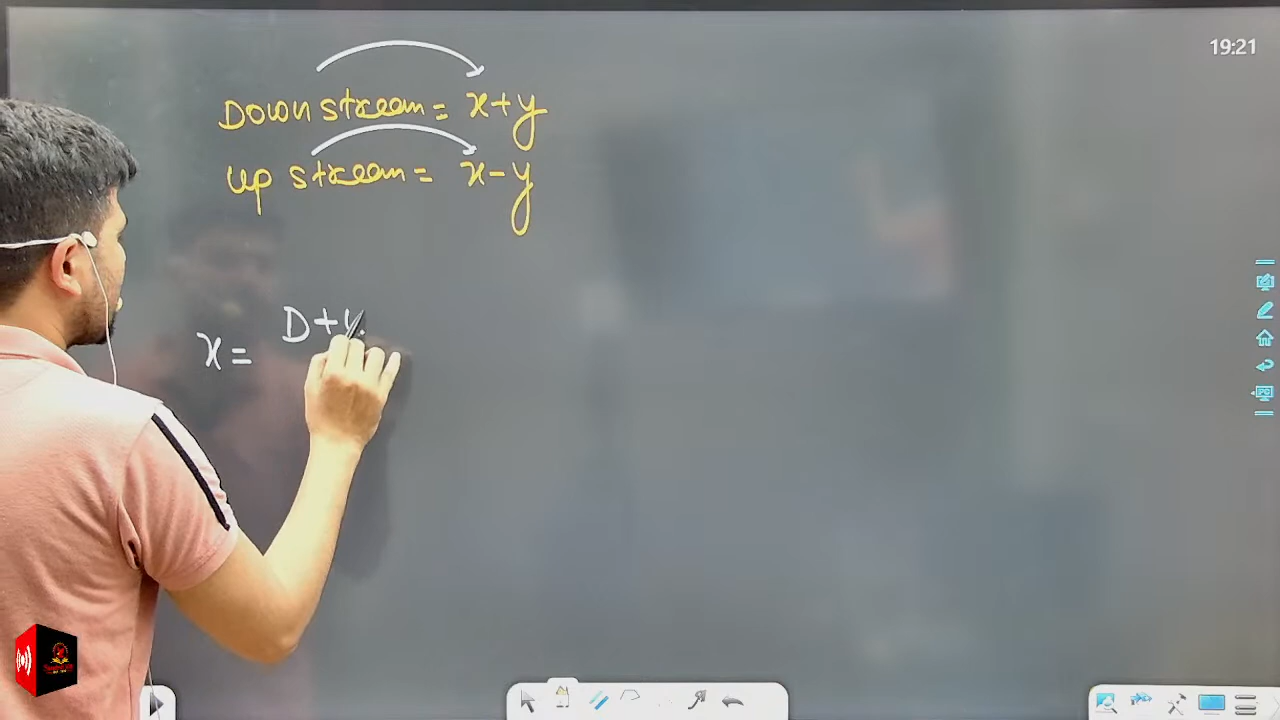 19:21
Down stream = x+y
up stream = x-y
x = D+